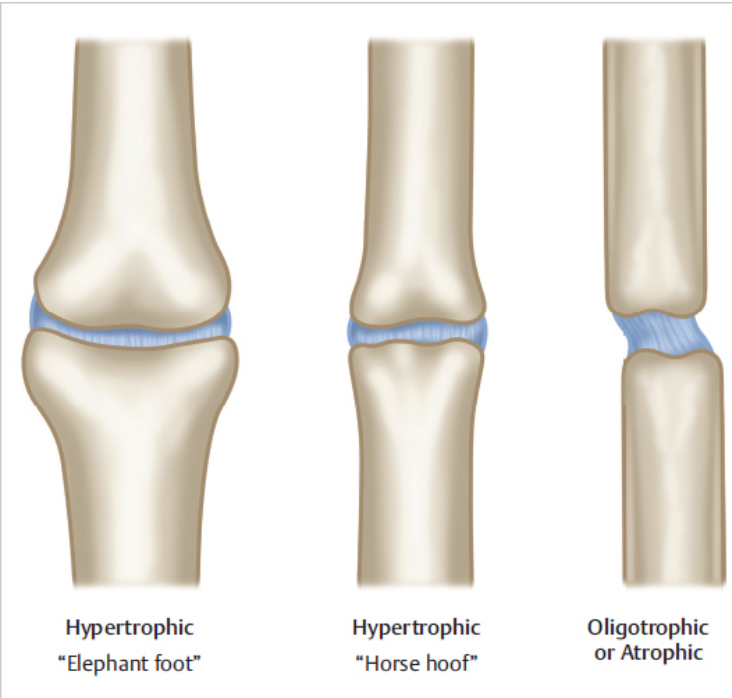 Hypertrophic
“Elephant foot”
Hypertrophic
“Horse hoof”
Oligotrophic
or Atrophic